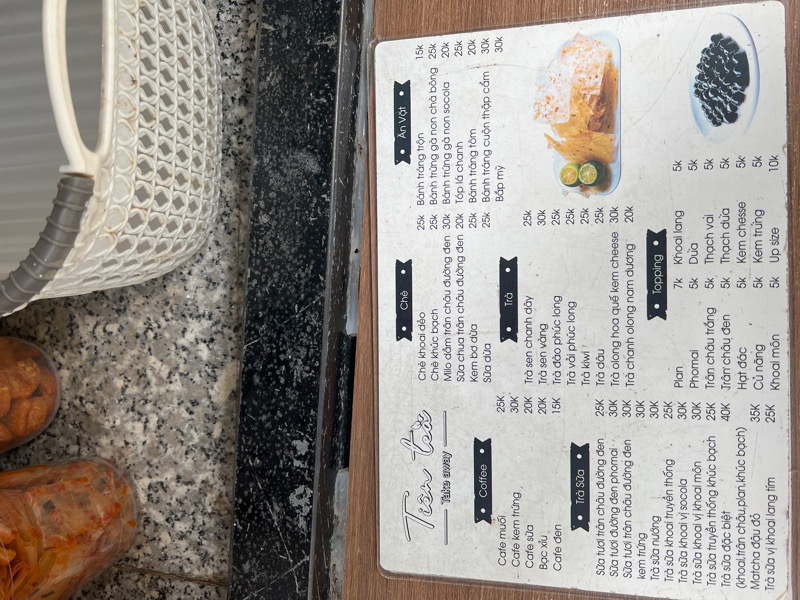 Tiên trà
Take away
Coffee
Cafe muối 25K
Cafe kem trứng 30K
Cafe sữa 20K
Bạc xỉu 20K
Cafe đen 15K
Trà Sữa
Sữa tươi trân châu đường đen 25K
Sữa tươi đường đen phomai 30K
Sữa tươi trân châu đường đen 30K
kem trứng 30K
Trà sữa nướng 30K
Trà sữa khoai truyền thống 25K
Trà sữa khoai vị socola 30K
Trà sữa khoai vị khoai môn 30K
Trà sữa truyền thống khúc bạch 25K
Trà sữa đặc biệt 40K
(khoai,trân châu,plan,khúc bạch)
Matcha đậu đỏ 35K
Trà sữa vị khoai lang tím 25K
Chè
Chè khoai dẻo 25k
Chè khúc bạch 25k
Milo dầm trân châu đường đen 30k
Sữa chua trân châu đường đen 20k
Kem bơ dừa 25k
Sữa dừa 25k
Trà
Trà sen chanh dây 25k
Trà sen vàng 30k
Trà đào phúc long 25k
Trà vải phúc long 25k
Trà kiwi 25k
Trà dâu 25k
Trà olong hoa quế kem cheese 30k
Trà chanh olong nam dương 20k
Ăn Vặt
Bánh tráng trộn 15k
Bánh trứng gà non chà bông 25k
Bánh trứng gà non socola 20k
Tóp lá chanh 25k
Bánh tráng tôm 20k
Bánh tráng cuộn thập cẩm 30k
Bắp mỹ 30k
Topping
Plan 7k
Phomai 5k
Trân châu trắng 5k
Trân châu đen 5k
Hạt đác 5k
Củ năng 5k
Khoai môn 5k
Khoai lang 5k
Dưa 5k
Thạch vải 5k
Thạch dừa 5k
Kem chesse 5k
Kem trứng 5k
Up size 10k